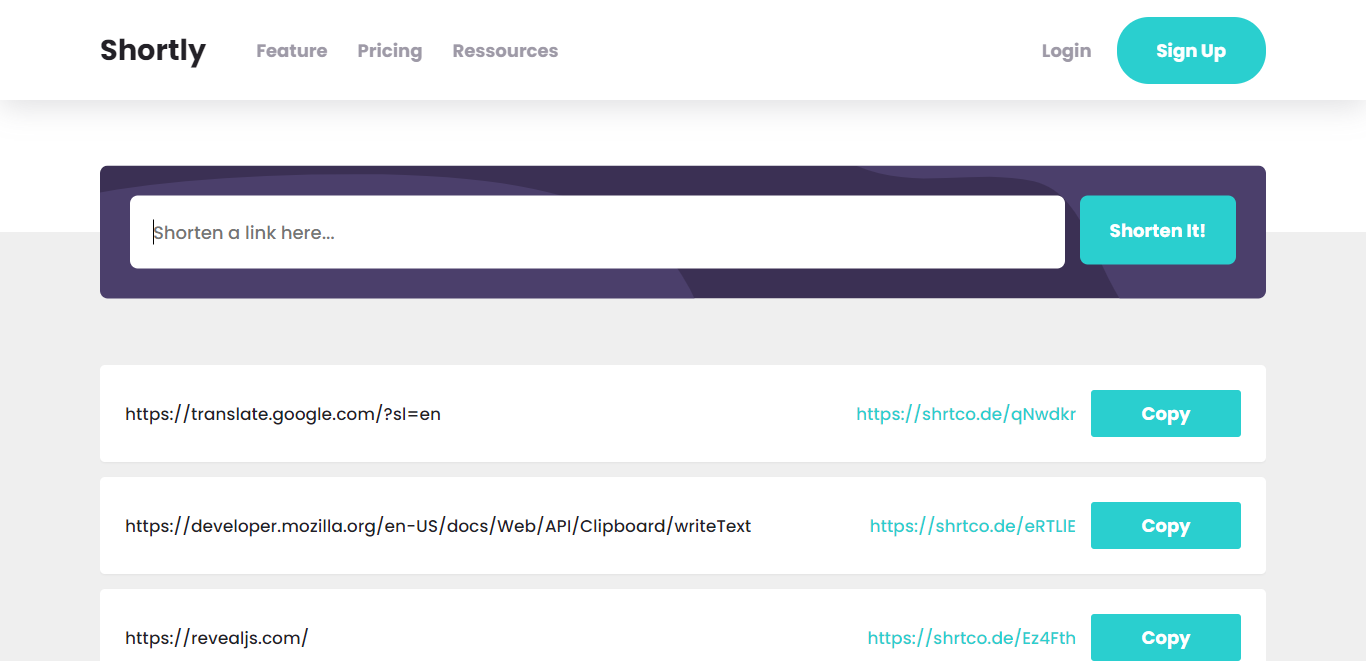 Shortly Feature Pricing Ressources Login Sign Up
Shorten a link here... Shorten It!
https://translate.google.com/?sl=en https://shrtco.de/qNwdkr Copy
https://developer.mozilla.org/en-US/docs/Web/API/Clipboard/writeText https://shrtco.de/eRTLIE Copy
https://revealjs.com/ https://shrtco.de/Ez4Fth Copy